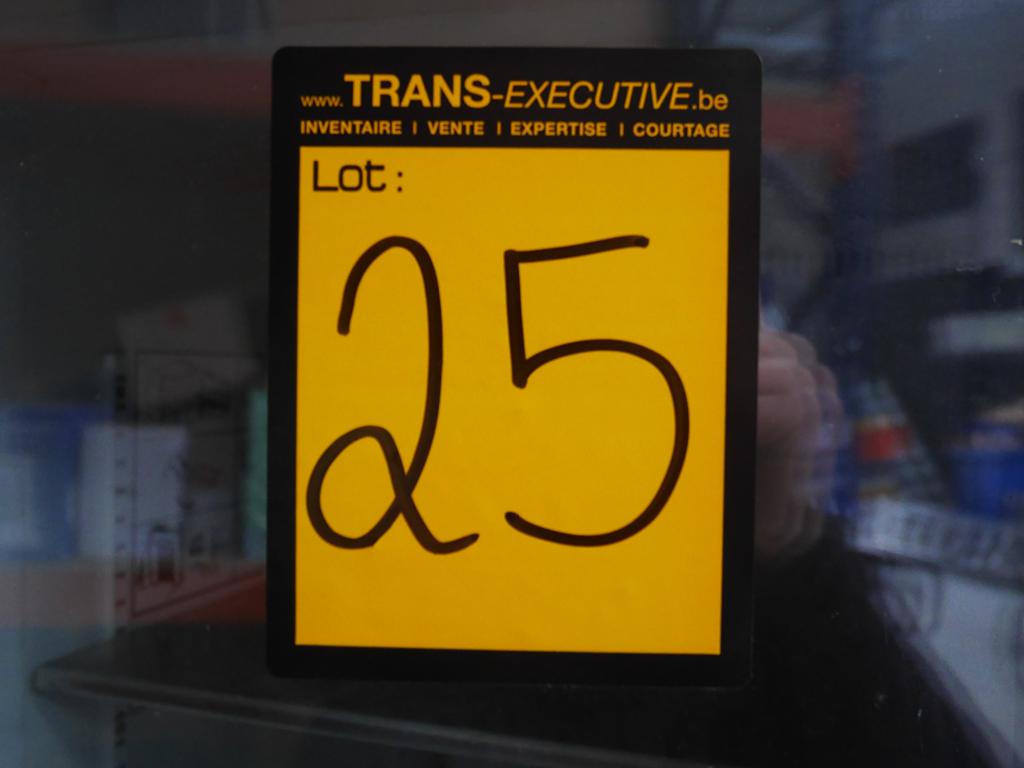 www.TRANS-EXECUTIVE.be
INVENTAIRE | VENTE | EXPERTISE | COURTAGE
Lot :
25